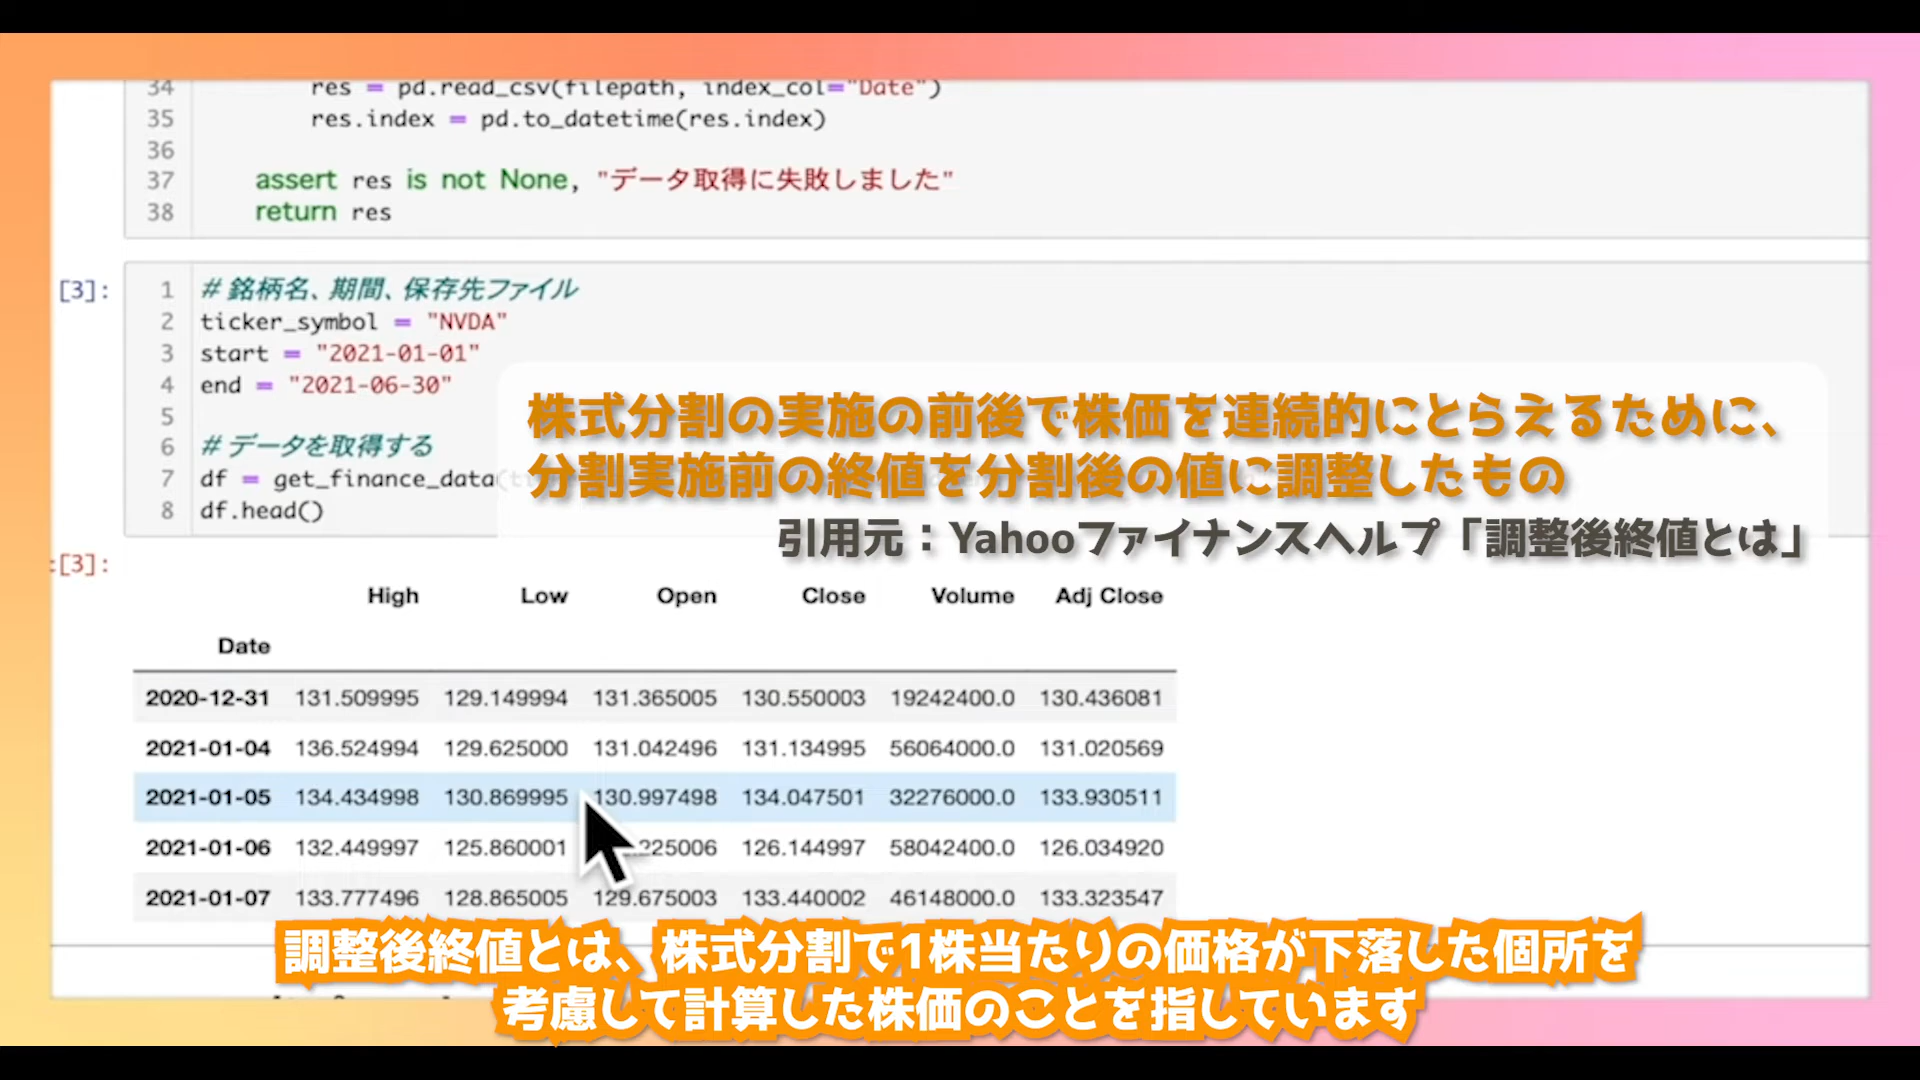 34 res = pd.read_csv(filepath, index_col="Date")
35 res.index = pd.to_datetime(res.index)
36
37 assert res is not None, "データ取得に失敗しました"
38 return res
[3]:
1 # 銘柄名、期間、保存先ファイル
2 ticker_symbol = "NVDA"
3 start = "2021-01-01"
4 end = "2021-06-30"
5
6 # データを取得する
7 df = get_finance_data(
8 df.head()
株式分割の実施の前後で株価を連続的にとらえるために、
分割実施前の終値を分割後の値に調整したもの
引用元：Yahooファイナンスヘルプ「調整後終値とは」
:[3]:
High Low Open Close Volume Adj Close
Date
2020-12-31 131.509995 129.149994 131.365005 130.550003 19242400.0 130.436081
2021-01-04 136.524994 129.625000 131.042496 131.134995 56064000.0 131.020569
2021-01-05 134.434998 130.869995 130.997498 134.047501 32276000.0 133.930511
2021-01-06 132.449997 125.860001 .225006 126.144997 58042400.0 126.034920
2021-01-07 133.777496 128.865005 129.675003 133.440002 46148000.0 133.323547
調整後終値とは、株式分割で1株当たりの価格が下落した個所を
考慮して計算した株価のことを指しています